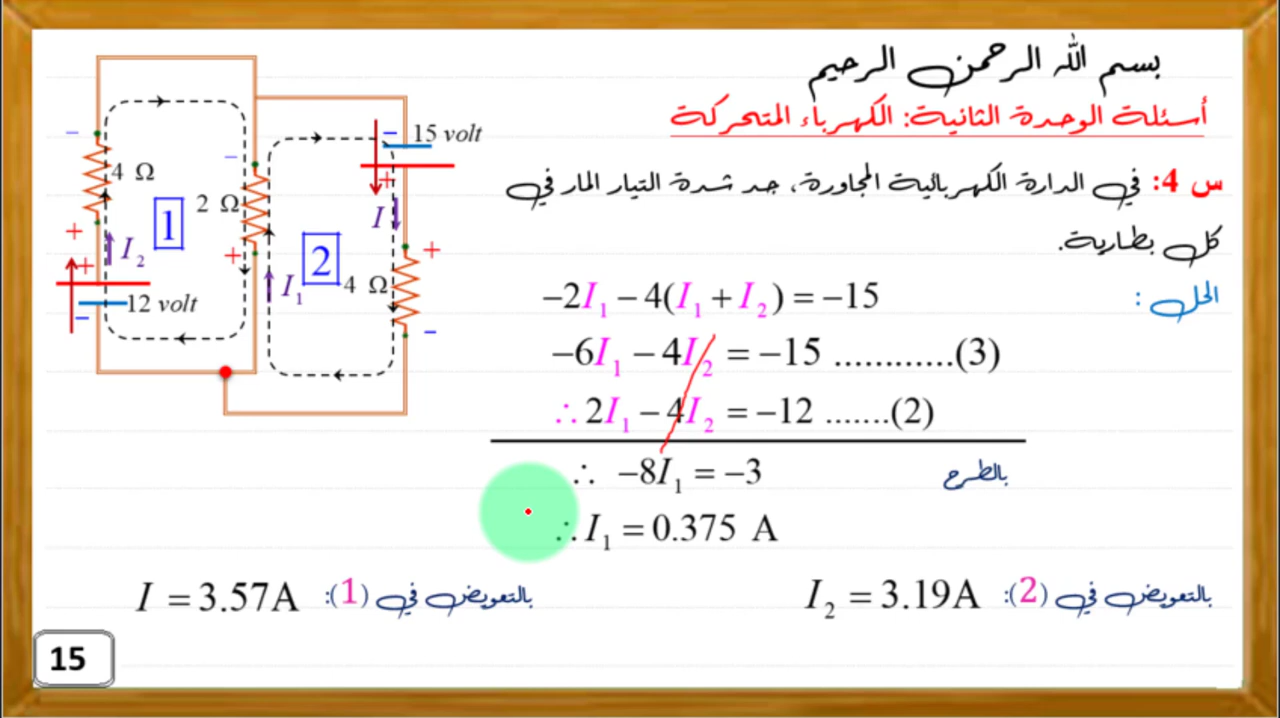 بسم الله الرحمن الرحيم
أسئلة الوحدة الثانية: الكهرباء المتحركة
س 4: في الدارة الكهربائية المجاورة، جد شدة التيار المار في
كل بطارية.
الحل :
−2I₁ − 4(I₁ + I₂) = −15
−6I₁ − 4I₂ = −15 ............(3)
∴ 2I₁ − 4I₂ = −12 .......(2)
∴ −8I₁ = −3 بالطرح
∴ I₁ = 0.375 A
بالتعويض في (2): I₂ = 3.19A
بالتعويض في (1): I = 3.57A
− 4 Ω +
1
I₂
+ 12 volt −
− 2 Ω +
2
I₁
− 15 volt +
I
+ 4 Ω −
15